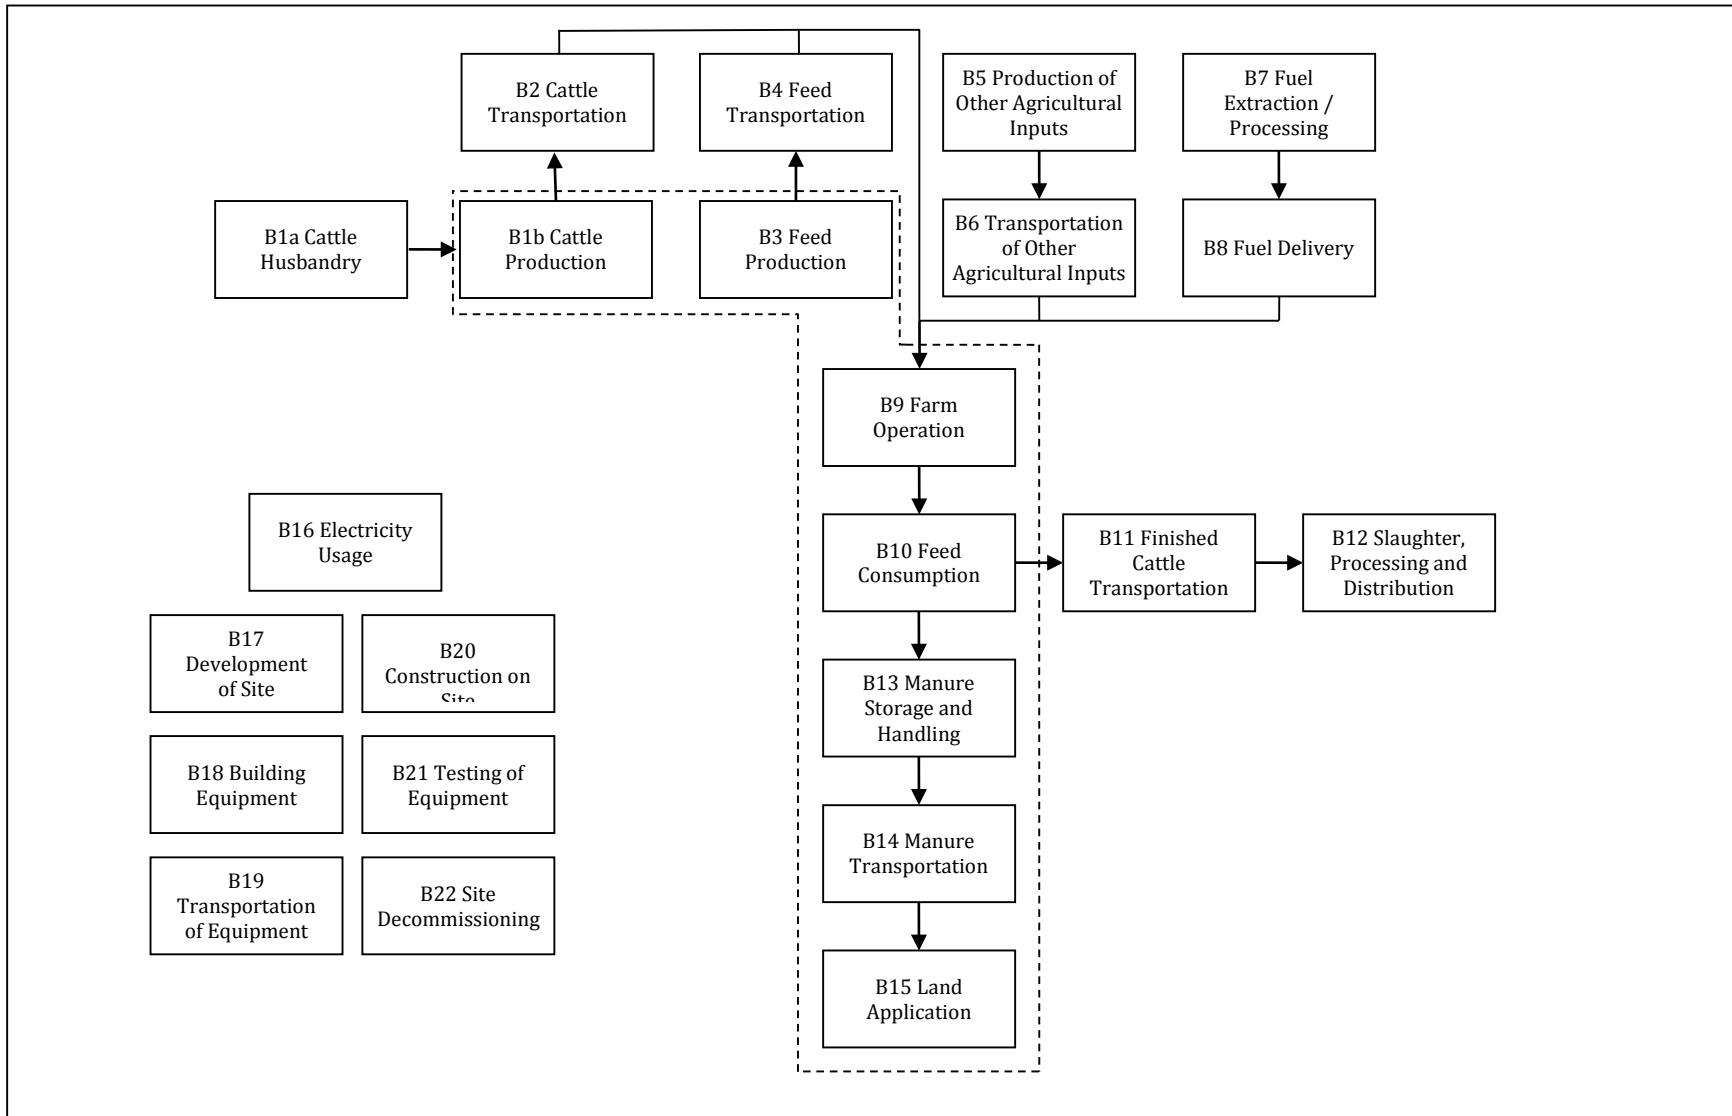 B2 Cattle
Transportation
B4 Feed
Transportation
B5 Production of
Other Agricultural
Inputs
B7 Fuel
Extraction /
Processing
B1a Cattle
Husbandry
B1b Cattle
Production
B3 Feed
Production
B6 Transportation
of Other
Agricultural Inputs
B8 Fuel Delivery
B9 Farm
Operation
B16 Electricity
Usage
B10 Feed
Consumption
B11 Finished
Cattle
Transportation
B12 Slaughter,
Processing and
Distribution
B17
Development
of Site
B20
Construction on
Site
B13 Manure
Storage and
Handling
B18 Building
Equipment
B21 Testing of
Equipment
B14 Manure
Transportation
B19
Transportation
of Equipment
B22 Site
Decommissioning
B15 Land
Application